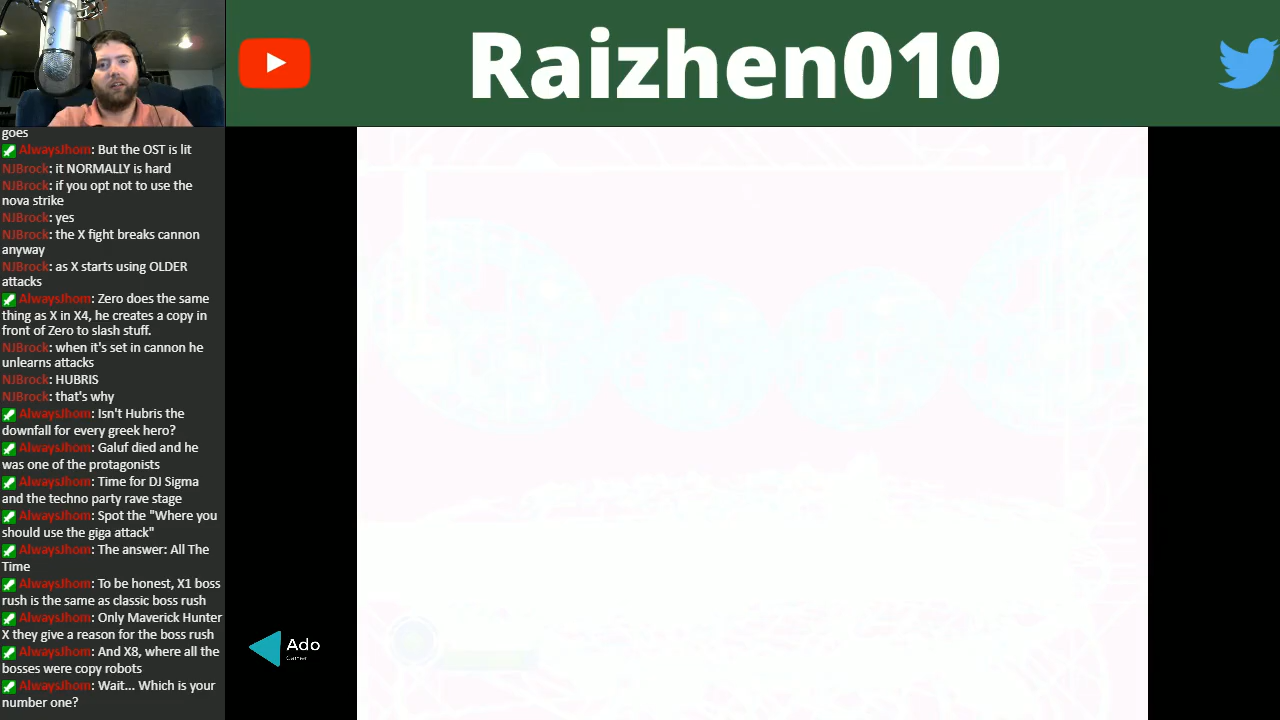 Raizhen010
goes
AlwaysJhom: But the OST is lit
NJBrock: it NORMALLY is hard
NJBrock: if you opt not to use the
nova strike
NJBrock: yes
NJBrock: the X fight breaks cannon
anyway
NJBrock: as X starts using OLDER
attacks
AlwaysJhom: Zero does the same
thing as X in X4, he creates a copy in
front of Zero to slash stuff.
NJBrock: when it's set in cannon he
unlearns attacks
NJBrock: HUBRIS
NJBrock: that's why
AlwaysJhom: Isn't Hubris the
downfall for every greek hero?
AlwaysJhom: Galuf died and he
was one of the protagonists
AlwaysJhom: Time for DJ Sigma
and the techno party rave stage
AlwaysJhom: Spot the "Where you
should use the giga attack"
AlwaysJhom: The answer: All The
Time
AlwaysJhom: To be honest, X1 boss
rush is the same as classic boss rush
AlwaysJhom: Only Maverick Hunter
X they give a reason for the boss rush
AlwaysJhom: And X8, where all the
bosses were copy robots
AlwaysJhom: Wait... Which is your
number one?
Ado